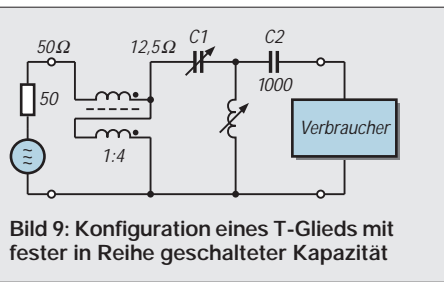 50Ω 12,5Ω C1 C2
50
1000
Verbraucher
1:4
Bild 9: Konfiguration eines T-Glieds mit
fester in Reihe geschalteter Kapazität